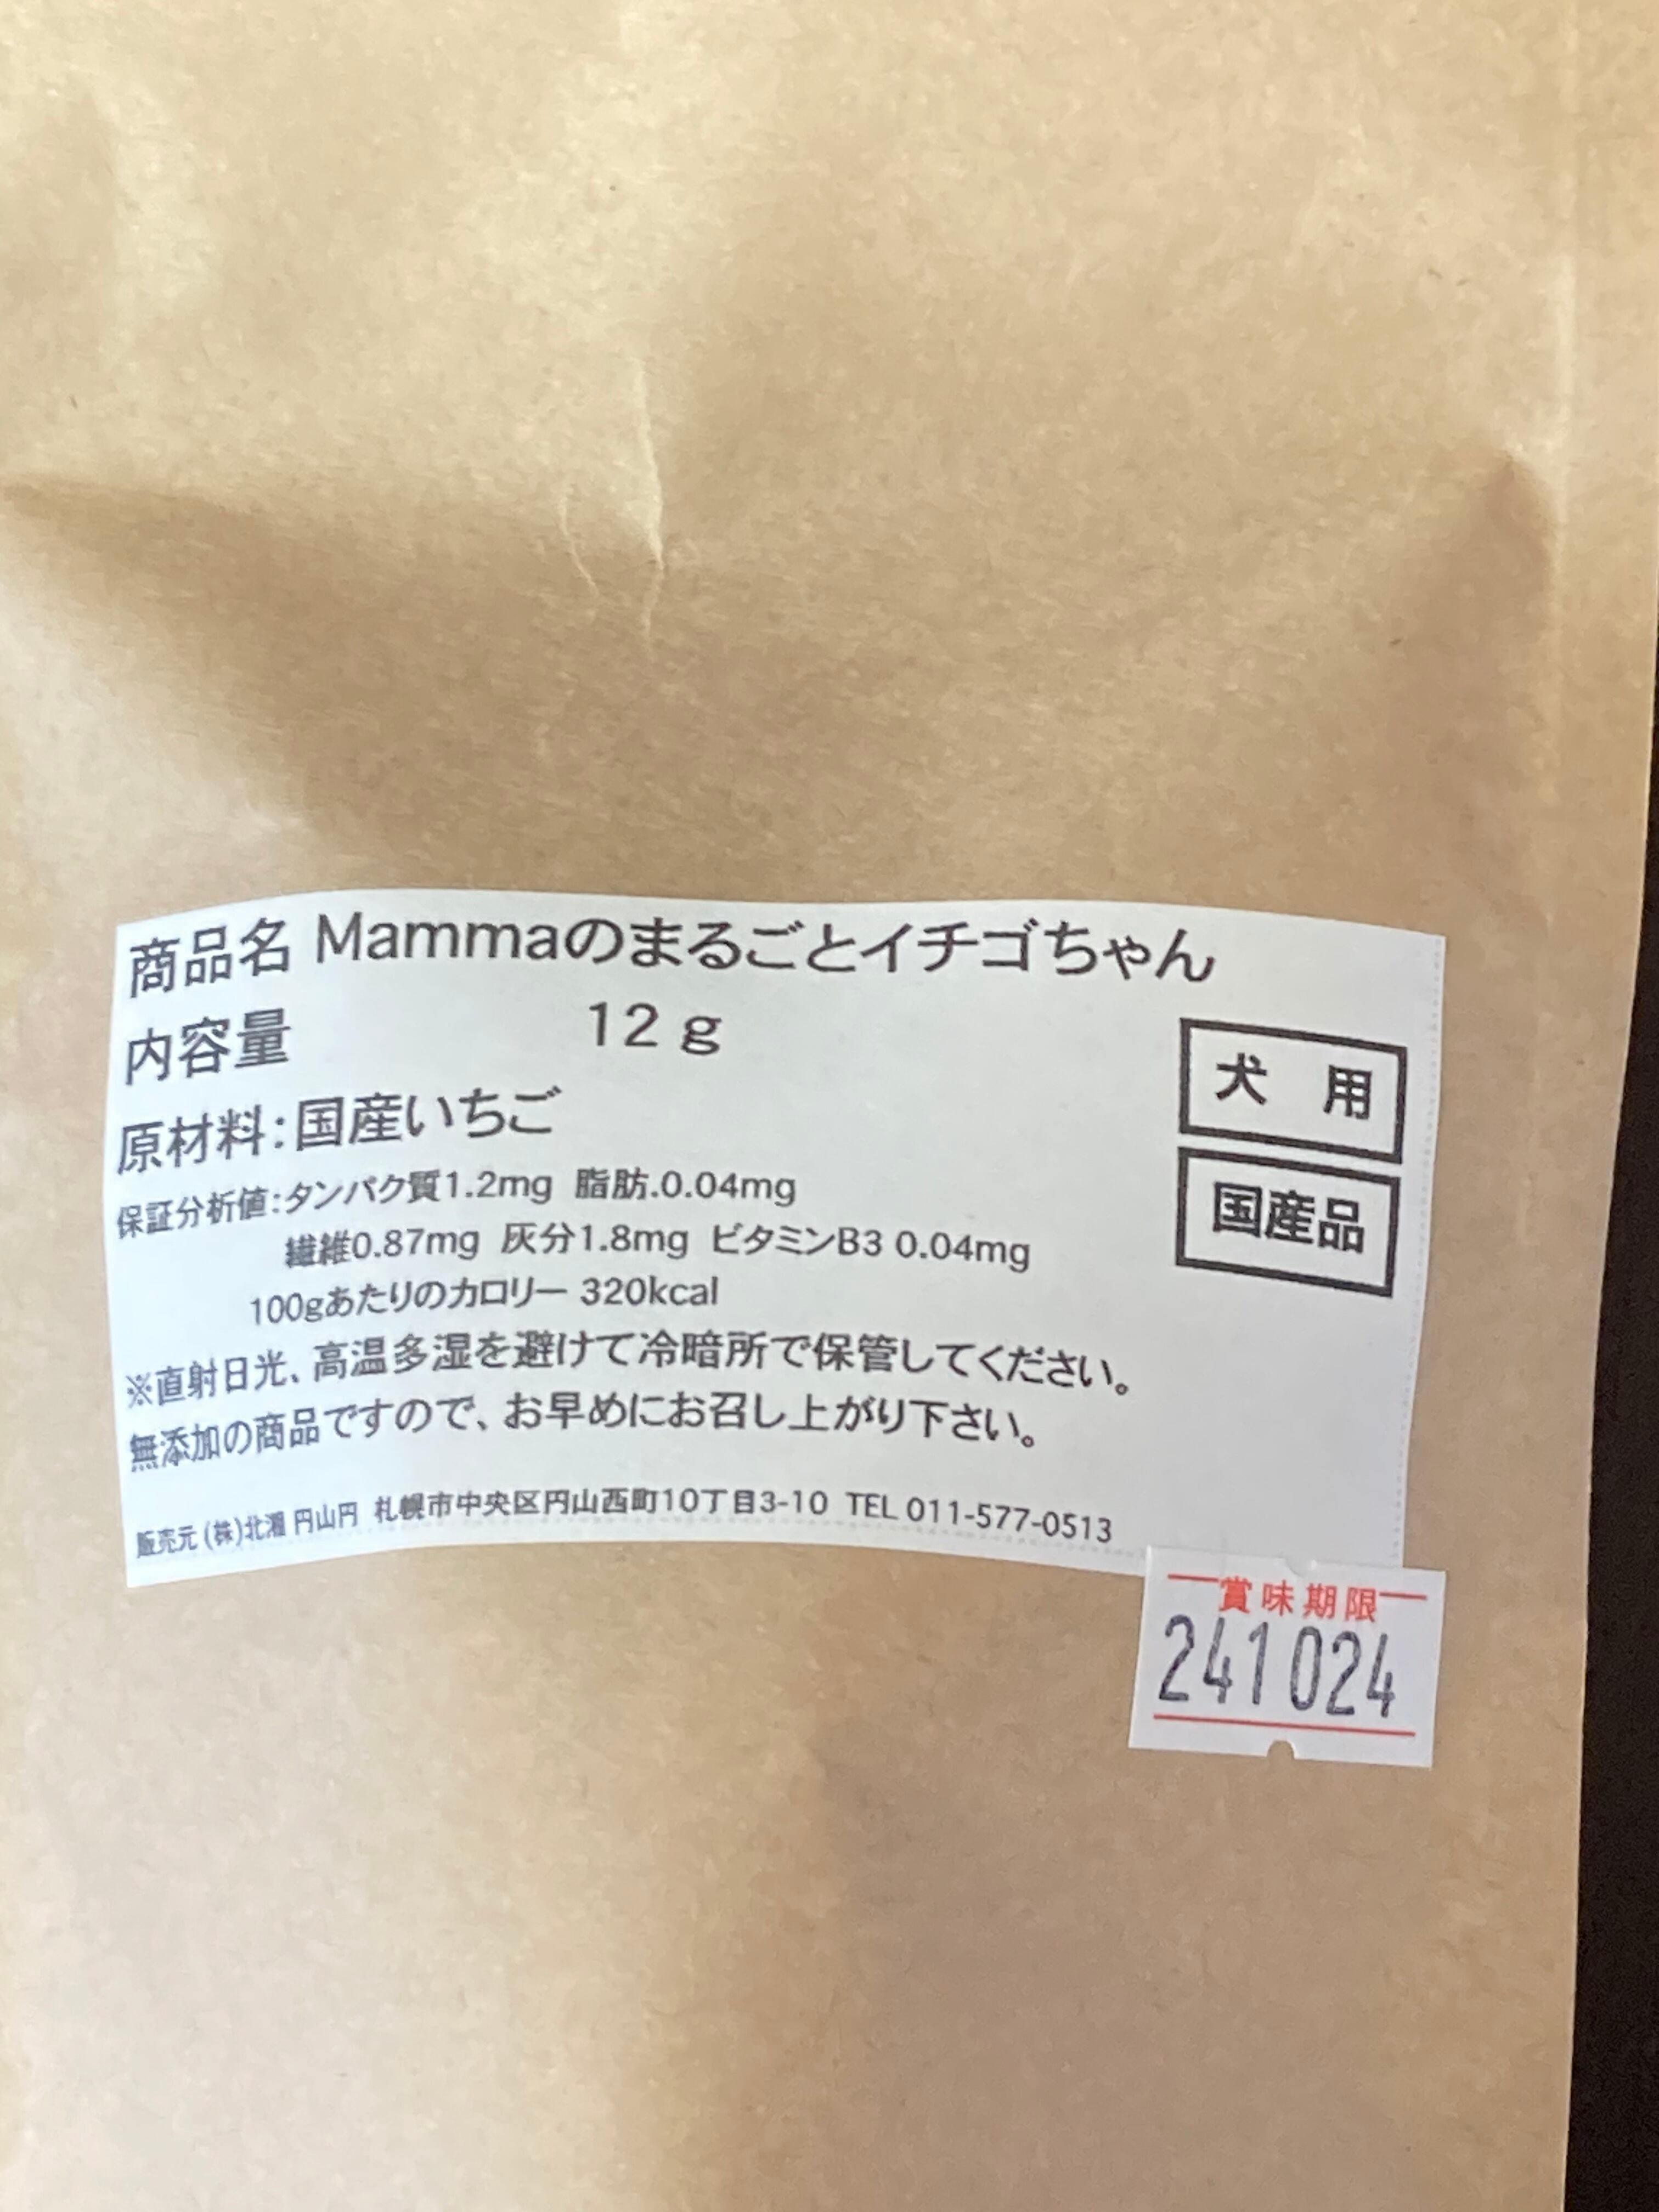 商品名 Mammaのまるごとイチゴちゃん
内容量 12 g
犬 用
原材料：国産いちご
国産品
保証分析値：タンパク質1.2mg 脂肪.0.04mg
繊維0.87mg 灰分1.8mg ビタミンB3 0.04mg
100gあたりのカロリー 320kcal
※直射日光、高温多湿を避けて冷暗所で保管してください。
無添加の商品ですので、お早めにお召し上がり下さい。
販売元 (株)北 円山円 札幌市中央区円山西町10丁目3-10 TEL 011-577-0513
賞味期限
241024